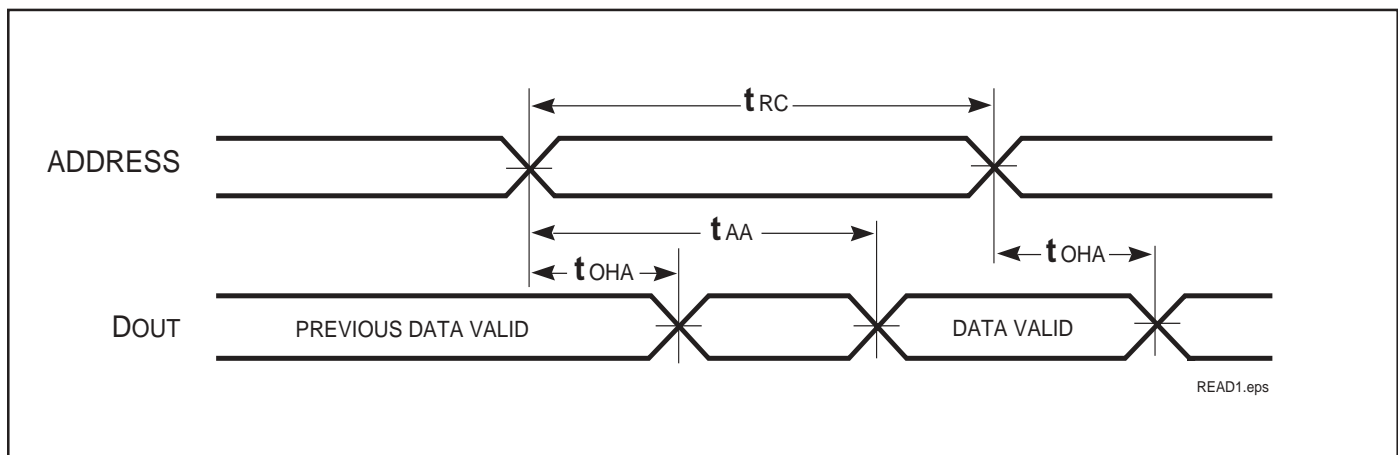 tRC
ADDRESS
tAA
tOHA
tOHA
DOUT
PREVIOUS DATA VALID
DATA VALID
READ1.eps